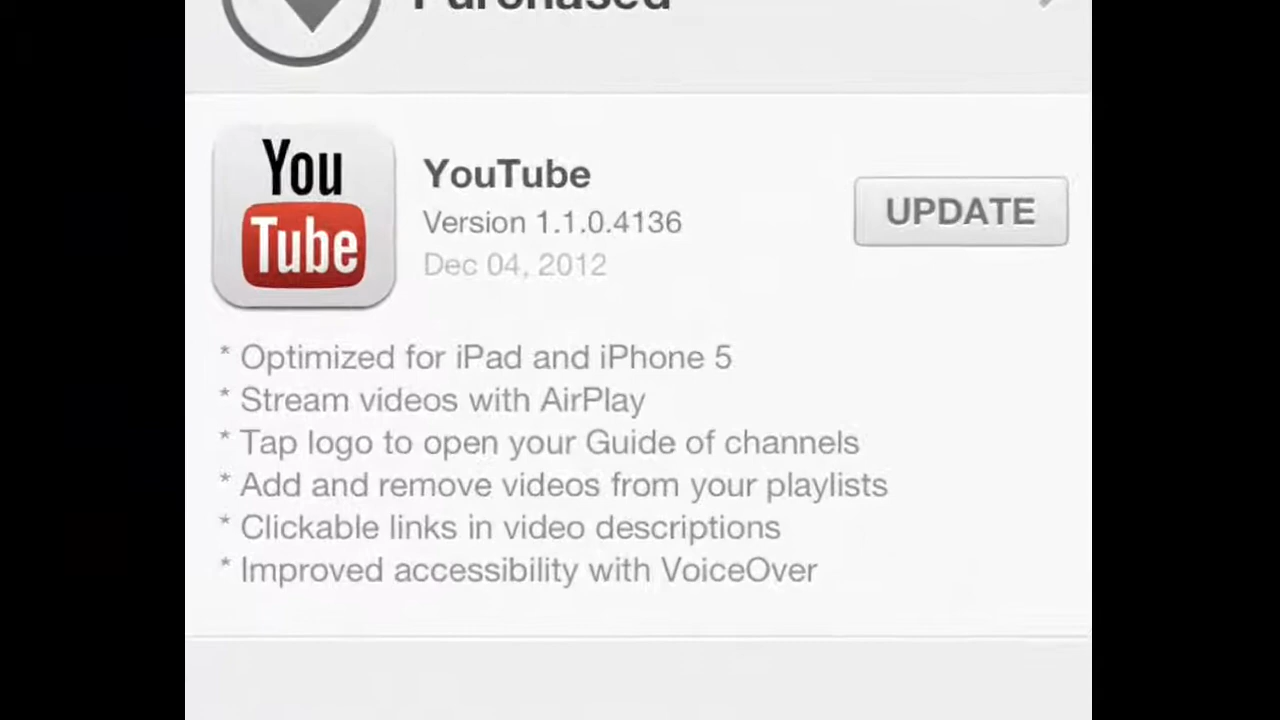 Purchased
You
Tube
YouTube
Version 1.1.0.4136
Dec 04, 2012
UPDATE
* Optimized for iPad and iPhone 5
* Stream videos with AirPlay
* Tap logo to open your Guide of channels
* Add and remove videos from your playlists
* Clickable links in video descriptions
* Improved accessibility with VoiceOver